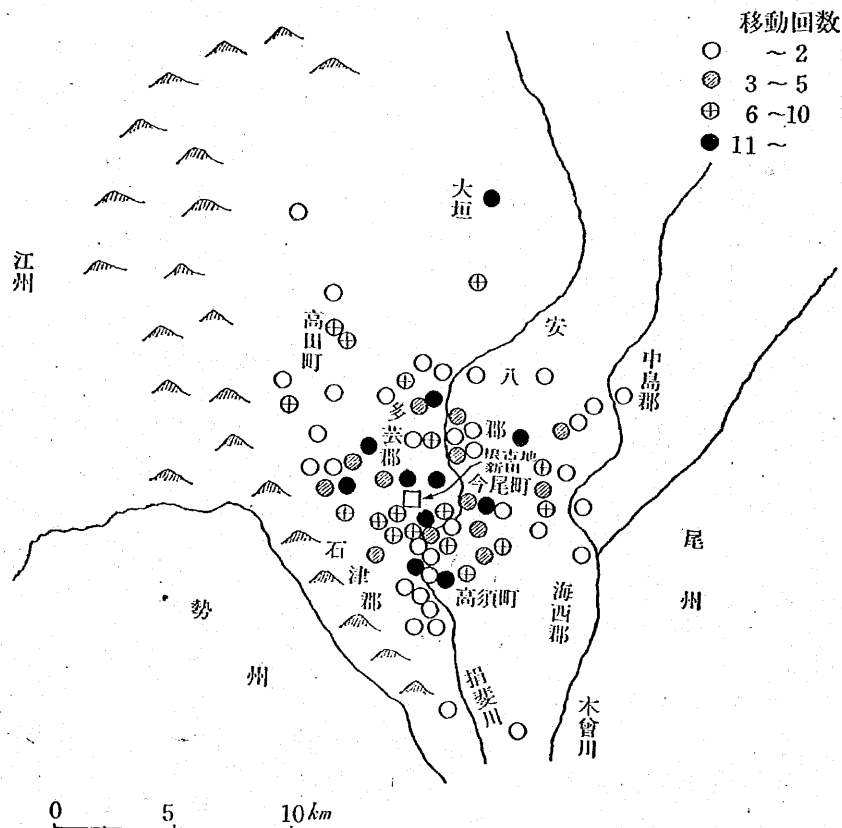 移動回数
~2
3~5
6~10
11~
大垣
江州
高田町
安八郡
中島郡
多芸郡
根古地
新田
今尾町
石津郡
高須町
海西郡
尾州
勢州
揖斐川
木曾川
0 5 10km